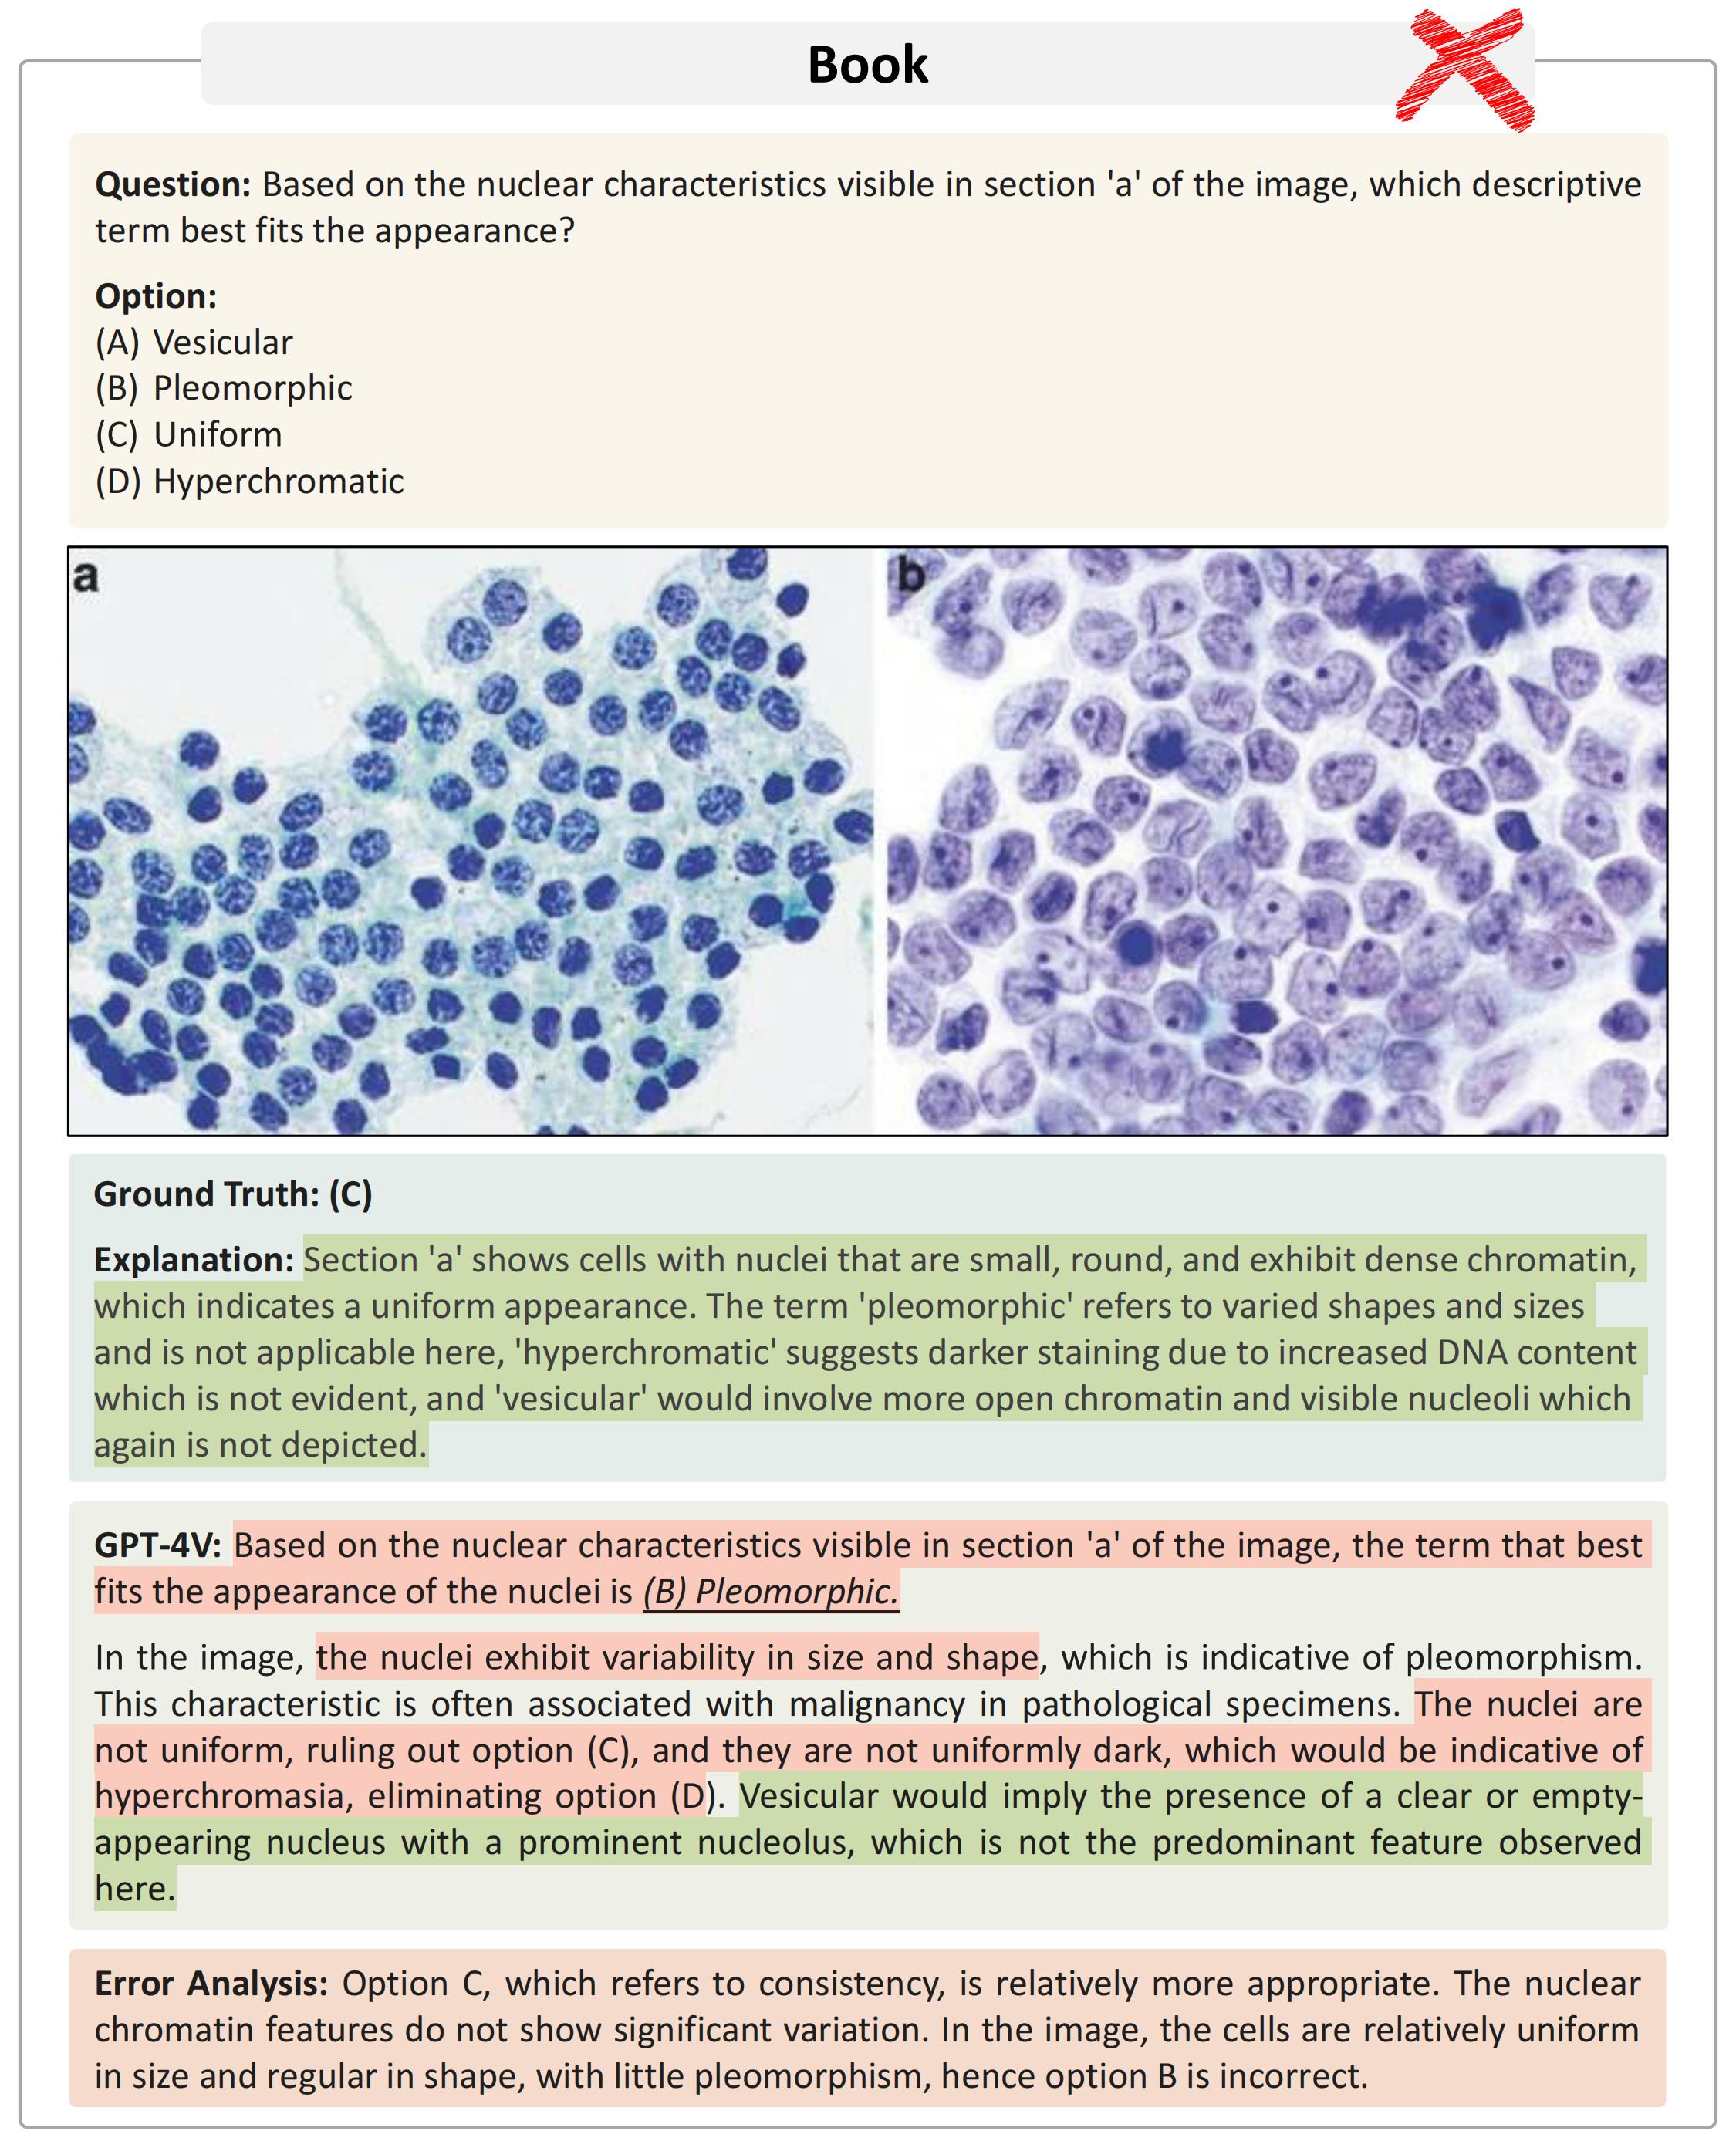 Book
Question: Based on the nuclear characteristics visible in section 'a' of the image, which descriptive
term best fits the appearance?
Option:
(A) Vesicular
(B) Pleomorphic
(C) Uniform
(D) Hyperchromatic
a
b
Ground Truth: (C)
Explanation: Section 'a' shows cells with nuclei that are small, round, and exhibit dense chromatin,
which indicates a uniform appearance. The term 'pleomorphic' refers to varied shapes and sizes
and is not applicable here, 'hyperchromatic' suggests darker staining due to increased DNA content
which is not evident, and 'vesicular' would involve more open chromatin and visible nucleoli which
again is not depicted.
GPT-4V: Based on the nuclear characteristics visible in section 'a' of the image, the term that best
fits the appearance of the nuclei is (B) Pleomorphic.
In the image, the nuclei exhibit variability in size and shape, which is indicative of pleomorphism.
This characteristic is often associated with malignancy in pathological specimens. The nuclei are
not uniform, ruling out option (C), and they are not uniformly dark, which would be indicative of
hyperchromasia, eliminating option (D). Vesicular would imply the presence of a clear or empty-
appearing nucleus with a prominent nucleolus, which is not the predominant feature observed
here.
Error Analysis: Option C, which refers to consistency, is relatively more appropriate. The nuclear
chromatin features do not show significant variation. In the image, the cells are relatively uniform
in size and regular in shape, with little pleomorphism, hence option B is incorrect.